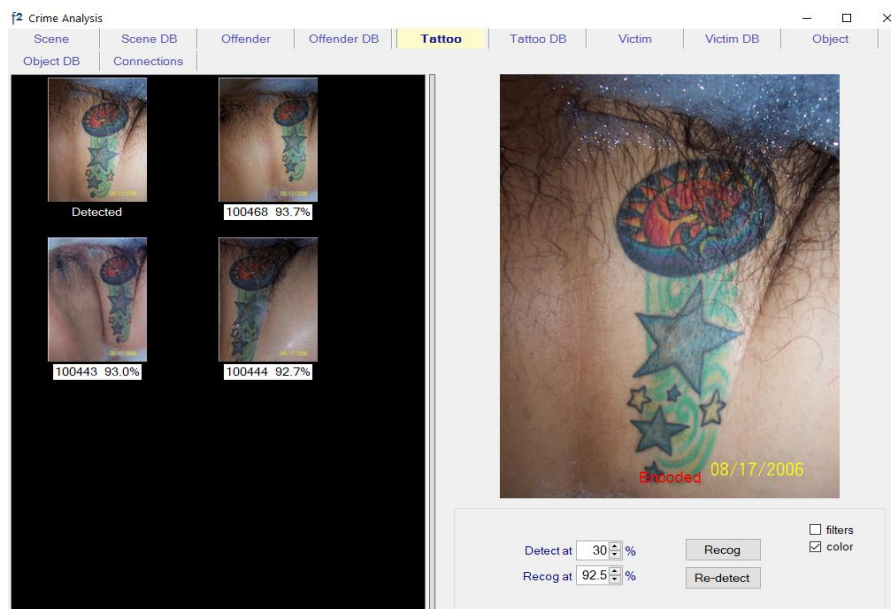 f² Crime Analysis
Scene Scene DB Offender Offender DB Tattoo Tattoo DB Victim Victim DB Object
Object DB Connections
Detected
100468 93.7%
100443 93.0%
100444 92.7%
Encoded
08/17/2006
Detect at 30 %
Recog at 92.5 %
Recog
Re-detect
filters
color